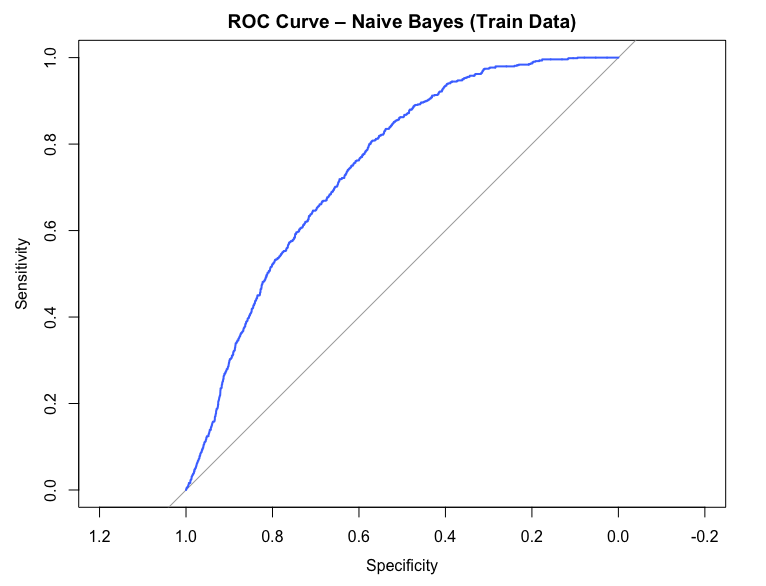 ROC Curve – Naive Bayes (Train Data)
Sensitivity
1.0
0.8
0.6
0.4
0.2
0.0
1.2 1.0 0.8 0.6 0.4 0.2 0.0 -0.2
Specificity